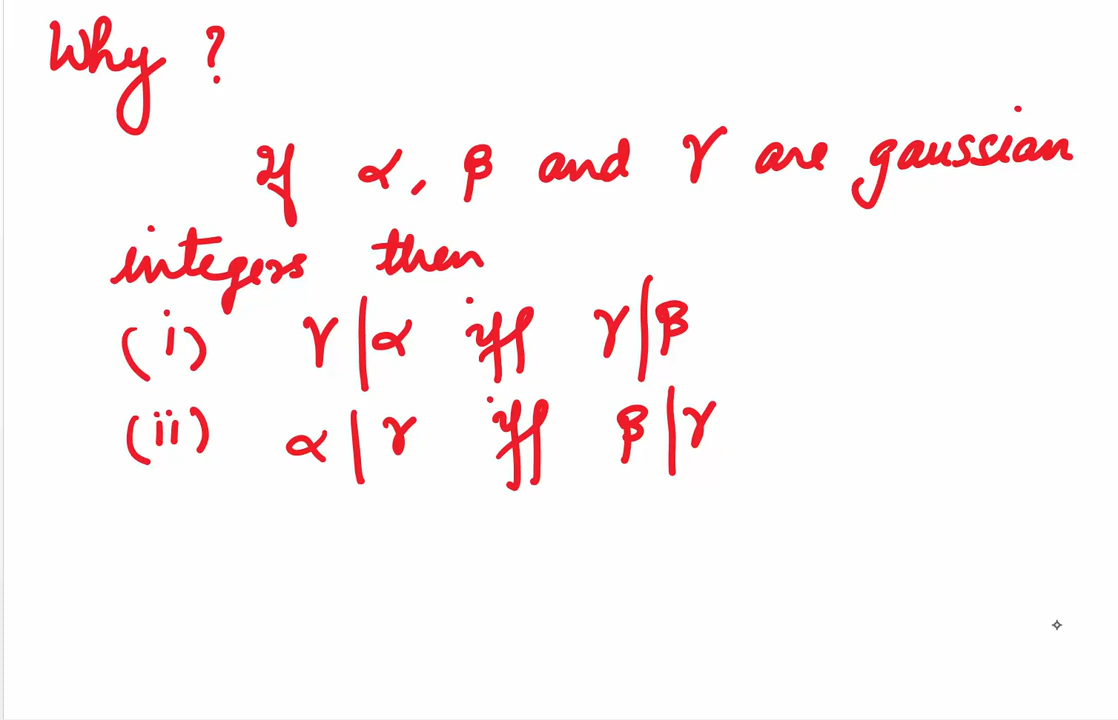 Why ?
If α, β and γ are gaussian
integers then
(i) γ|α iff γ|β
(ii) α|γ iff β|γ